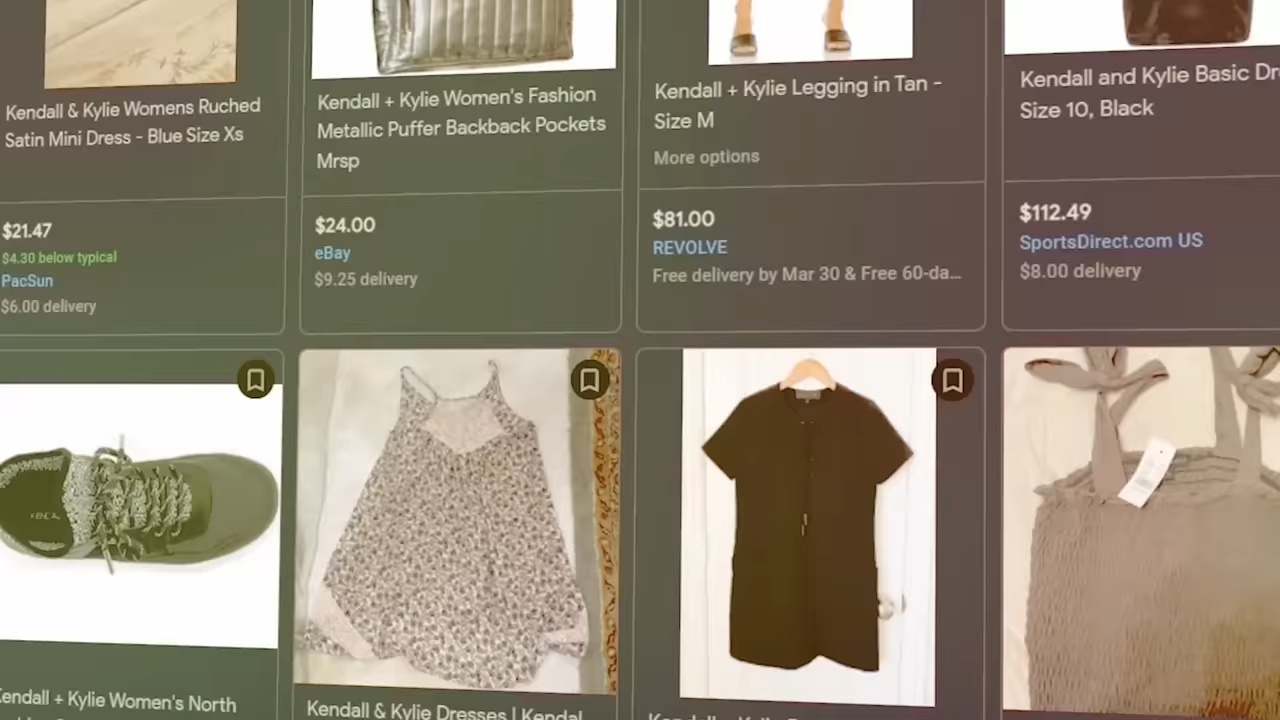 Kendall & Kylie Womens Ruched
Satin Mini Dress - Blue Size Xs
$21.47
$4.30 below typical
PacSun
$6.00 delivery
Kendall + Kylie Women's Fashion
Metallic Puffer Backback Pockets
Mrsp
$24.00
eBay
$9.25 delivery
Kendall + Kylie Legging in Tan -
Size M
More options
$81.00
REVOLVE
Free delivery by Mar 30 & Free 60-da…
Kendall and Kylie Basic Dr
Size 10, Black
$112.49
SportsDirect.com US
$8.00 delivery
Kendall + Kylie Women's North
Kendall & Kylie Dresses | Kendal